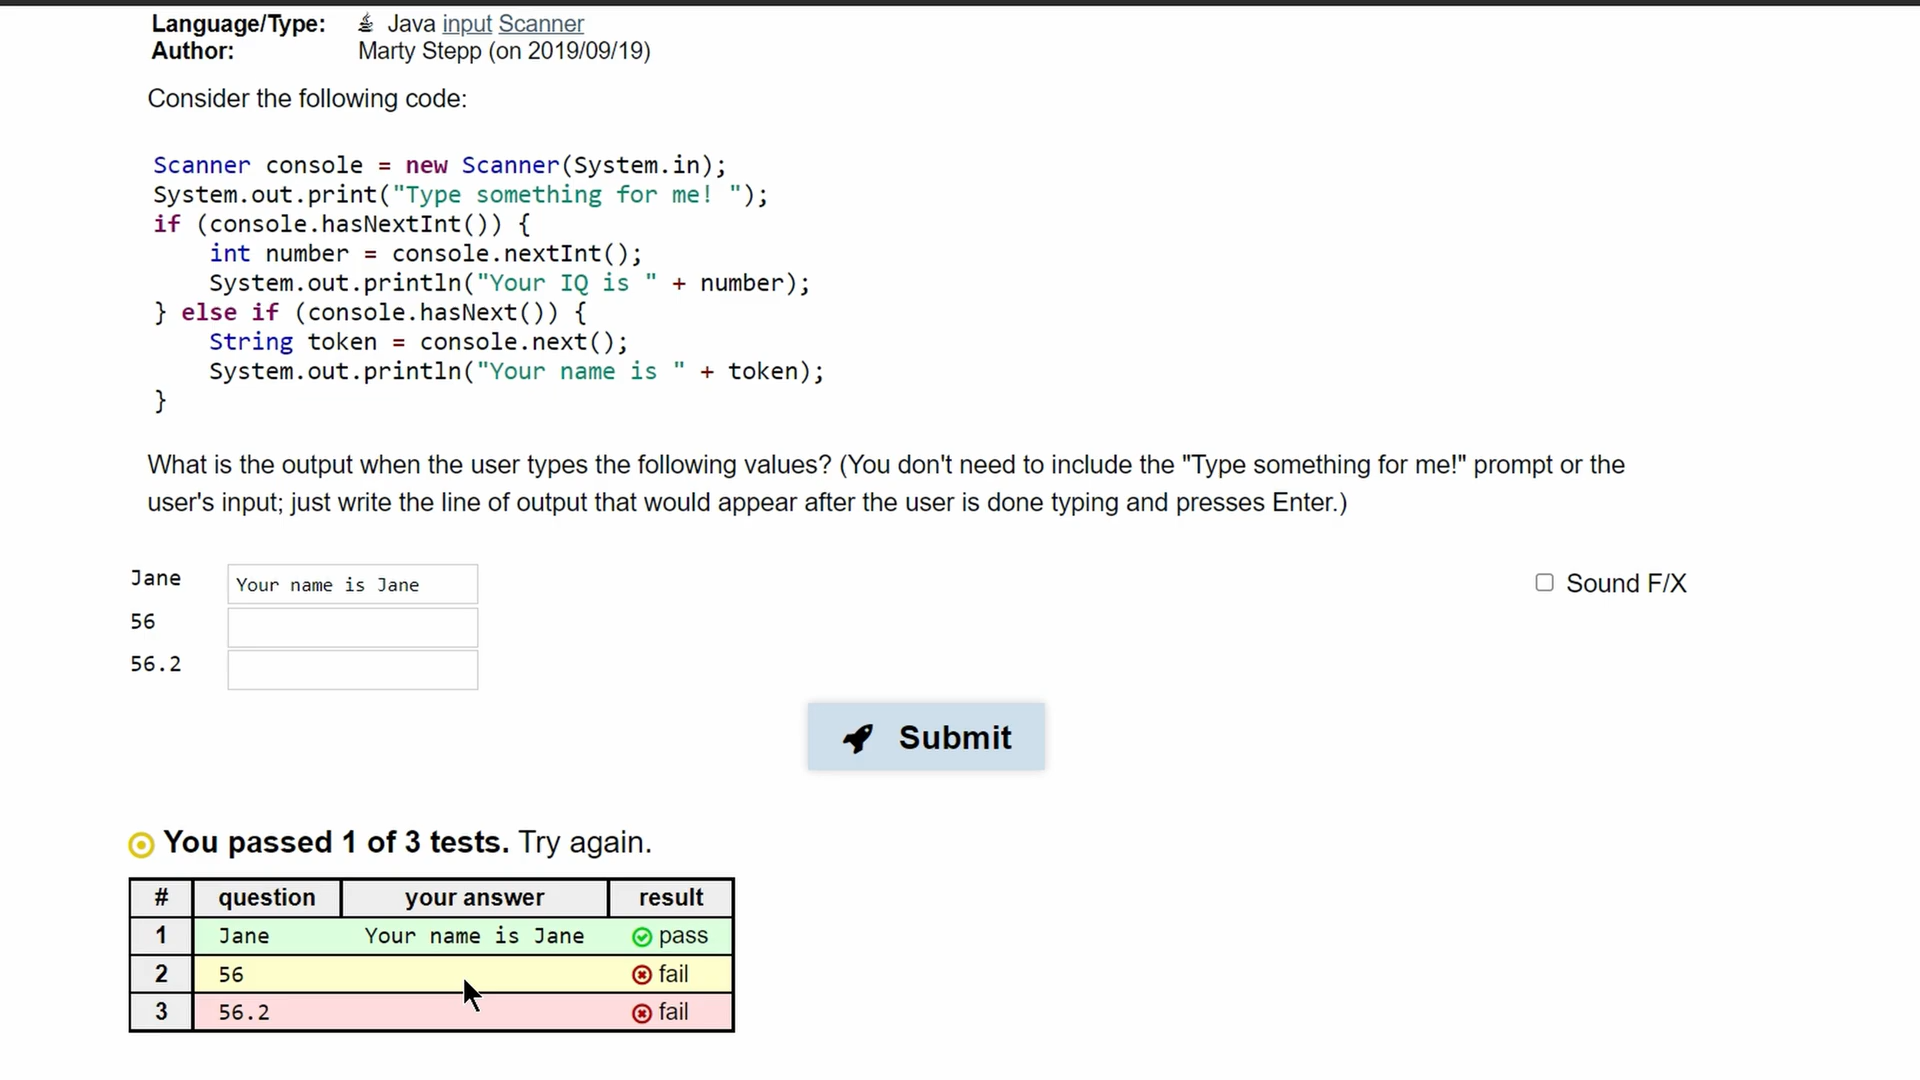 Language/Type: Java input Scanner
Author: Marty Stepp (on 2019/09/19)
Consider the following code:
Scanner console = new Scanner(System.in);
System.out.print("Type something for me! ");
if (console.hasNextInt()) {
    int number = console.nextInt();
    System.out.println("Your IQ is " + number);
} else if (console.hasNext()) {
    String token = console.next();
    System.out.println("Your name is " + token);
}
What is the output when the user types the following values? (You don't need to include the "Type something for me!" prompt or the
user's input; just write the line of output that would appear after the user is done typing and presses Enter.)
Jane Your name is Jane
Sound F/X
56
56.2
Submit
You passed 1 of 3 tests. Try again.
# question your answer result
1 Jane Your name is Jane pass
2 56 fail
3 56.2 fail